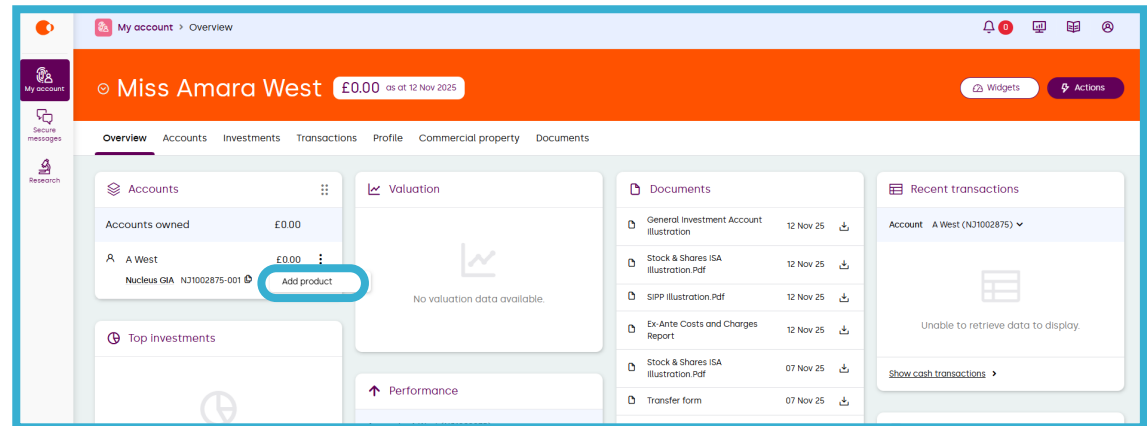 My account > Overview
0
My account
Secure messages
Research
Miss Amara West £0.00 as at 12 Nov 2025
Widgets
Actions
Overview Accounts Investments Transactions Profile Commercial property Documents
Accounts
Accounts owned £0.00
A West £0.00
Nucleus GIA NJ1002875-001
Add product
Top investments
Valuation
No valuation data available.
Performance
Documents
General Investment Account
Illustration
12 Nov 25
Stock & Shares ISA
Illustration.Pdf
12 Nov 25
SIPP Illustration.Pdf 12 Nov 25
Ex-Ante Costs and Charges
Report
12 Nov 25
Stock & Shares ISA
Illustration.Pdf
07 Nov 25
Transfer form 07 Nov 25
Recent transactions
Account A West (NJ1002875)
Unable to retrieve data to display.
Show cash transactions >